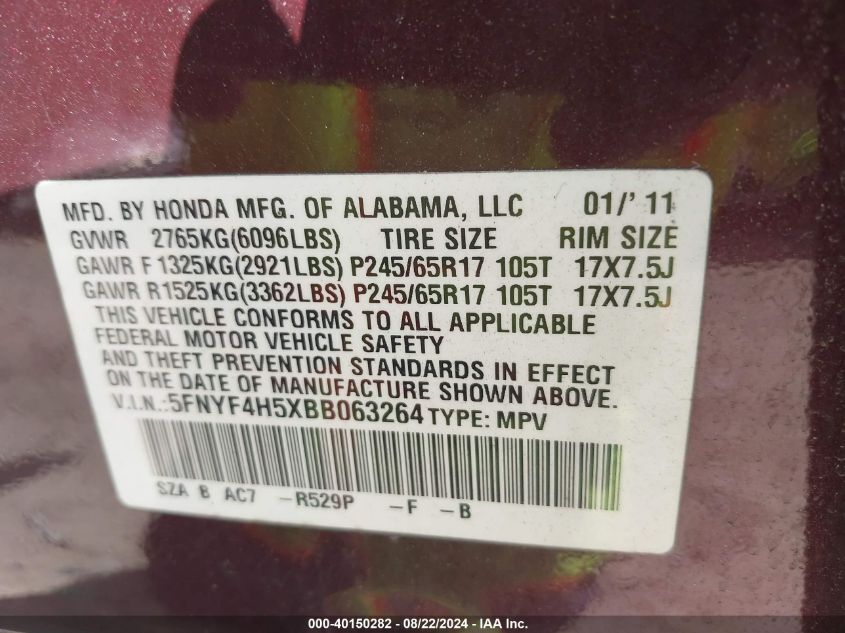 MFD. BY HONDA MFG. OF ALABAMA, LLC 01/'11
GVWR 2765KG(6096LBS) TIRE SIZE RIM SIZE
GAWR F 1325KG(2921LBS) P245/65R17 105T 17X7.5J
GAWR R1525KG(3362LBS) P245/65R17 105T 17X7.5J
THIS VEHICLE CONFORMS TO ALL APPLICABLE
FEDERAL MOTOR VEHICLE SAFETY
AND THEFT PREVENTION STANDARDS IN EFFECT
ON THE DATE OF MANUFACTURE SHOWN ABOVE.
V.I.N.:5FNYF4H5XBB063264 TYPE: MPV
SZA B AC7 -R529P -F -B
000-40150282 - 08/22/2024 - IAA Inc.